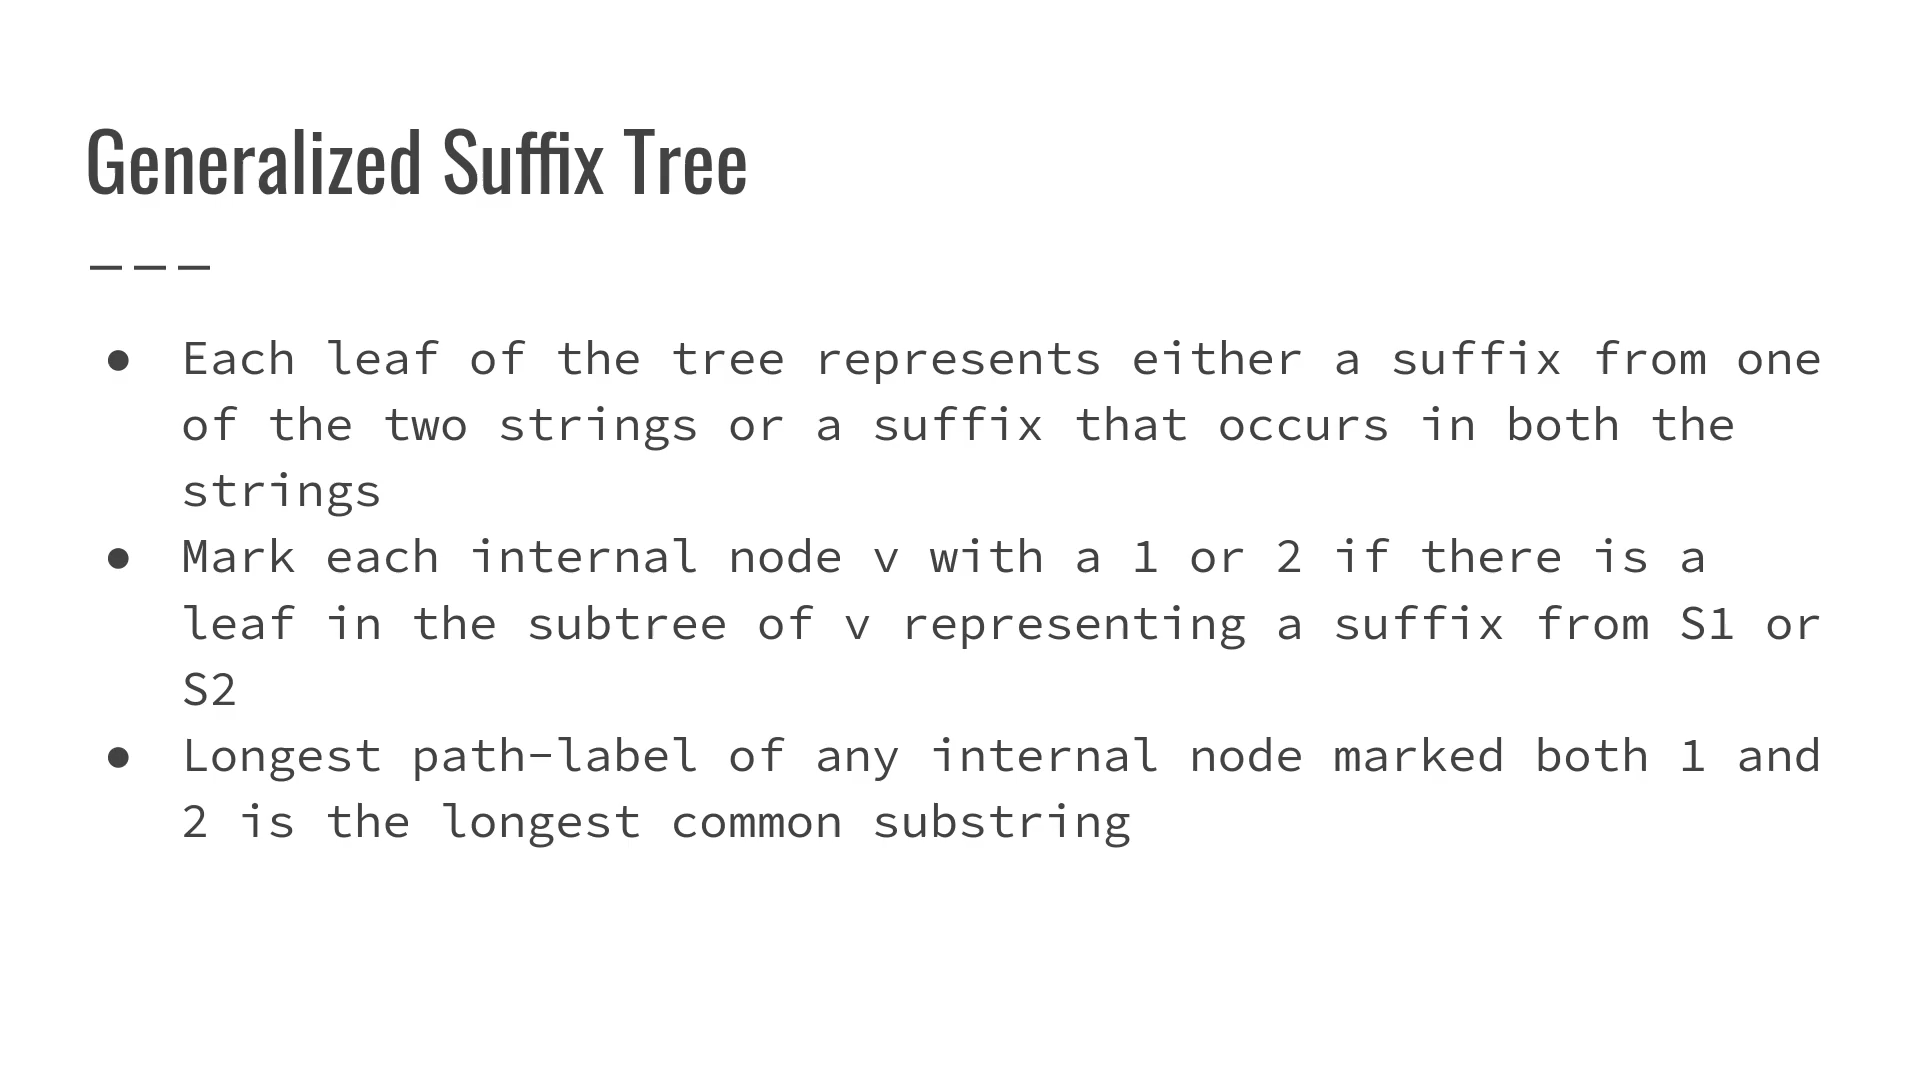 Generalized Suffix Tree
● Each leaf of the tree represents either a suffix from one
of the two strings or a suffix that occurs in both the
strings
● Mark each internal node v with a 1 or 2 if there is a
leaf in the subtree of v representing a suffix from S1 or
S2
● Longest path-label of any internal node marked both 1 and
2 is the longest common substring